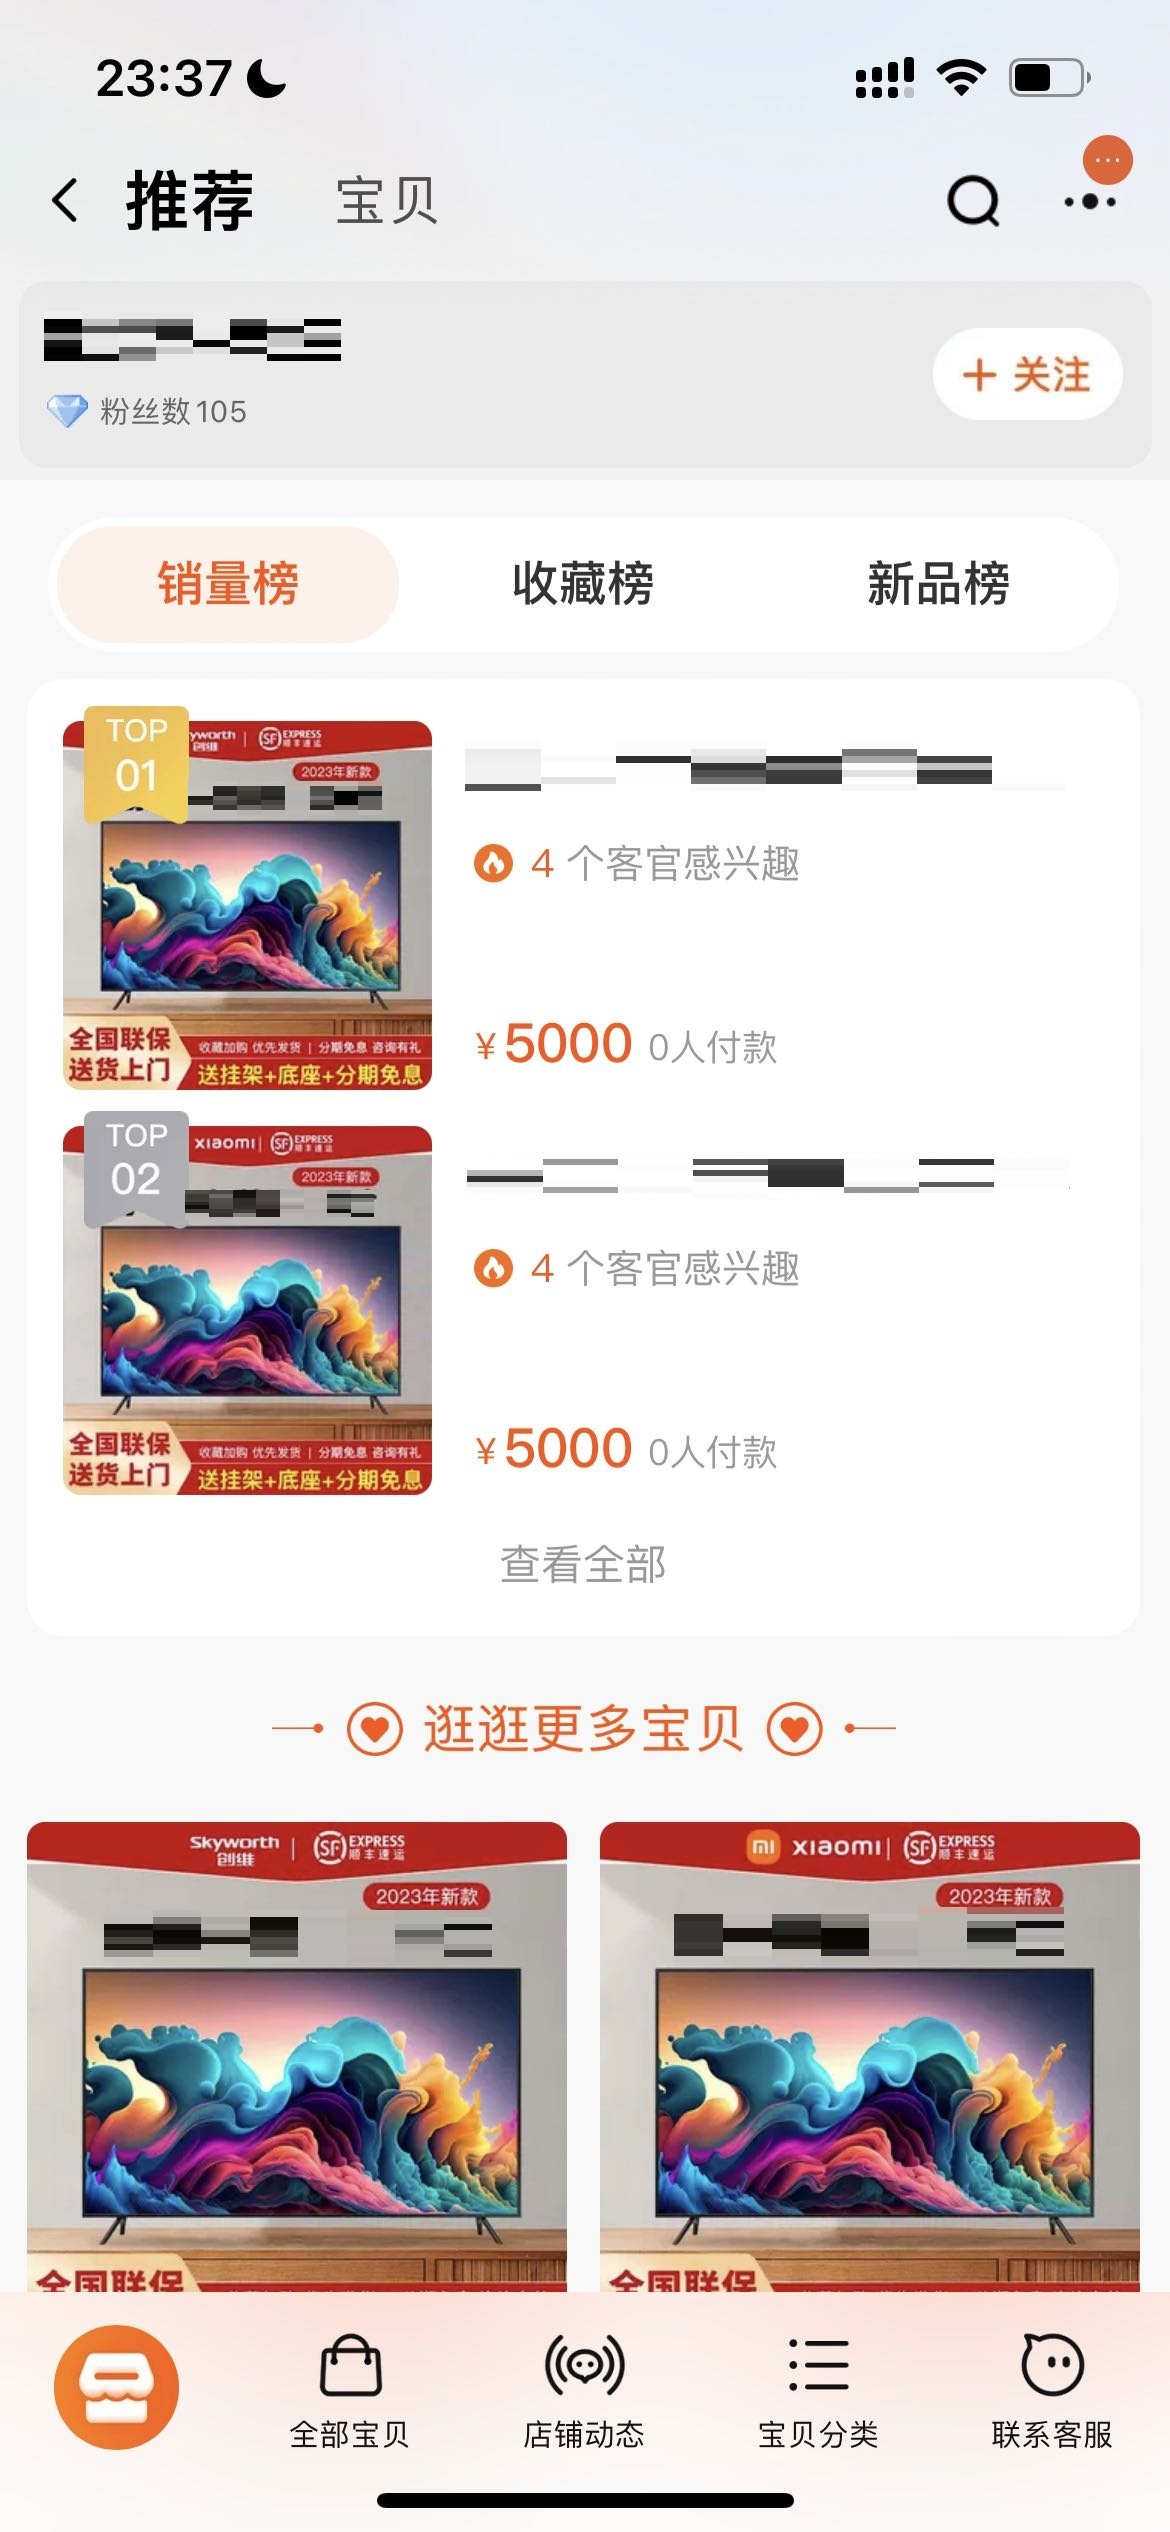 23:37
推荐 宝贝
粉丝数105
+ 关注
销量榜 收藏榜 新品榜
TOP
01
yworth
创维
SF EXPRESS
顺丰速运
2023年新款
全国联保
送货上门
收藏加购 优先发货 | 分期免息 咨询有礼
送挂架+底座+分期免息
4 个客官感兴趣
¥5000 0人付款
TOP
02
xiaomi
SF EXPRESS
顺丰速运
2023年新款
全国联保
送货上门
收藏加购 优先发货 | 分期免息 咨询有礼
送挂架+底座+分期免息
4 个客官感兴趣
¥5000 0人付款
查看全部
逛逛更多宝贝
Skyworth
创维
SF EXPRESS
顺丰速运
2023年新款
全国联保
mi xiaomi
SF EXPRESS
顺丰速运
2023年新款
全国联保
全部宝贝 店铺动态 宝贝分类 联系客服